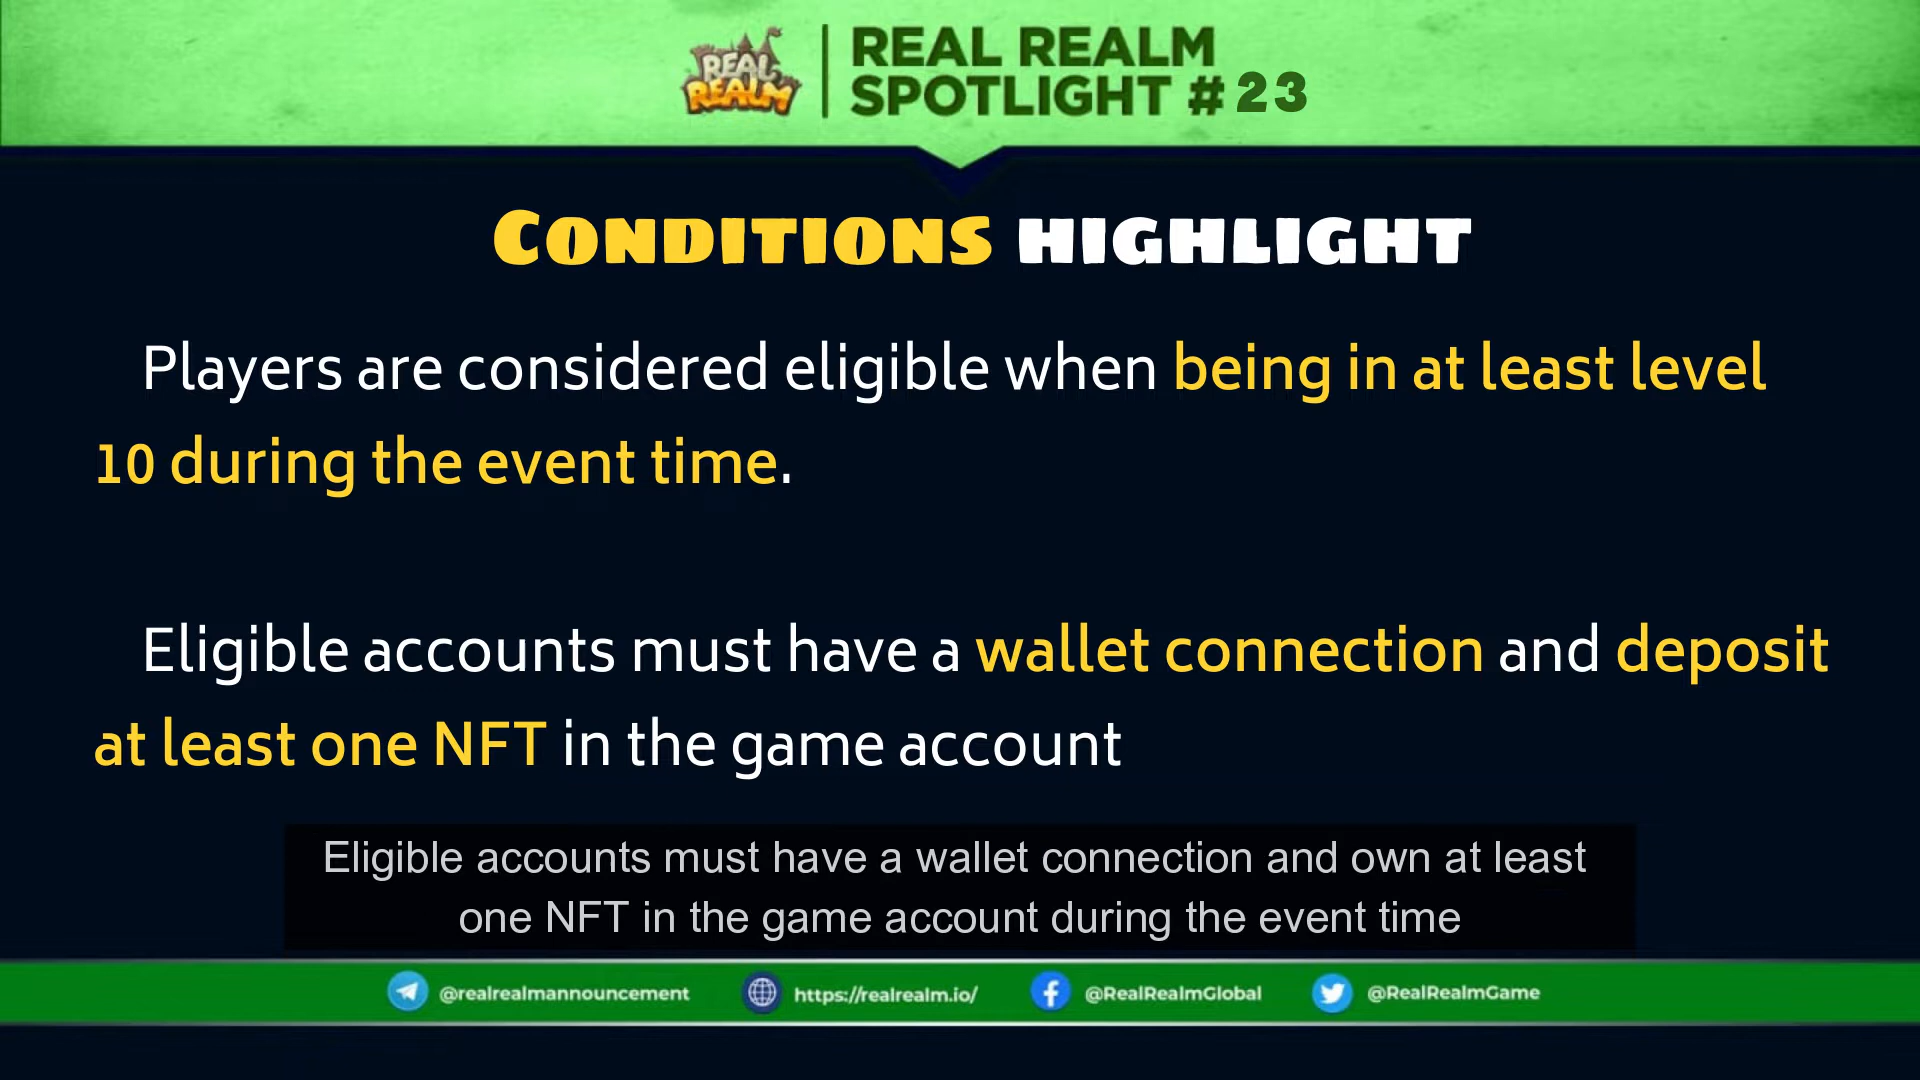 REAL REALM
REAL REALM
SPOTLIGHT #23
CONDITIONS HIGHLIGHT
Players are considered eligible when being in at least level
10 during the event time.
Eligible accounts must have a wallet connection and deposit
at least one NFT in the game account
Eligible accounts must have a wallet connection and own at least
one NFT in the game account during the event time
@realrealmannouncement https://realrealm.io/ @RealRealmGlobal @RealRealmGame